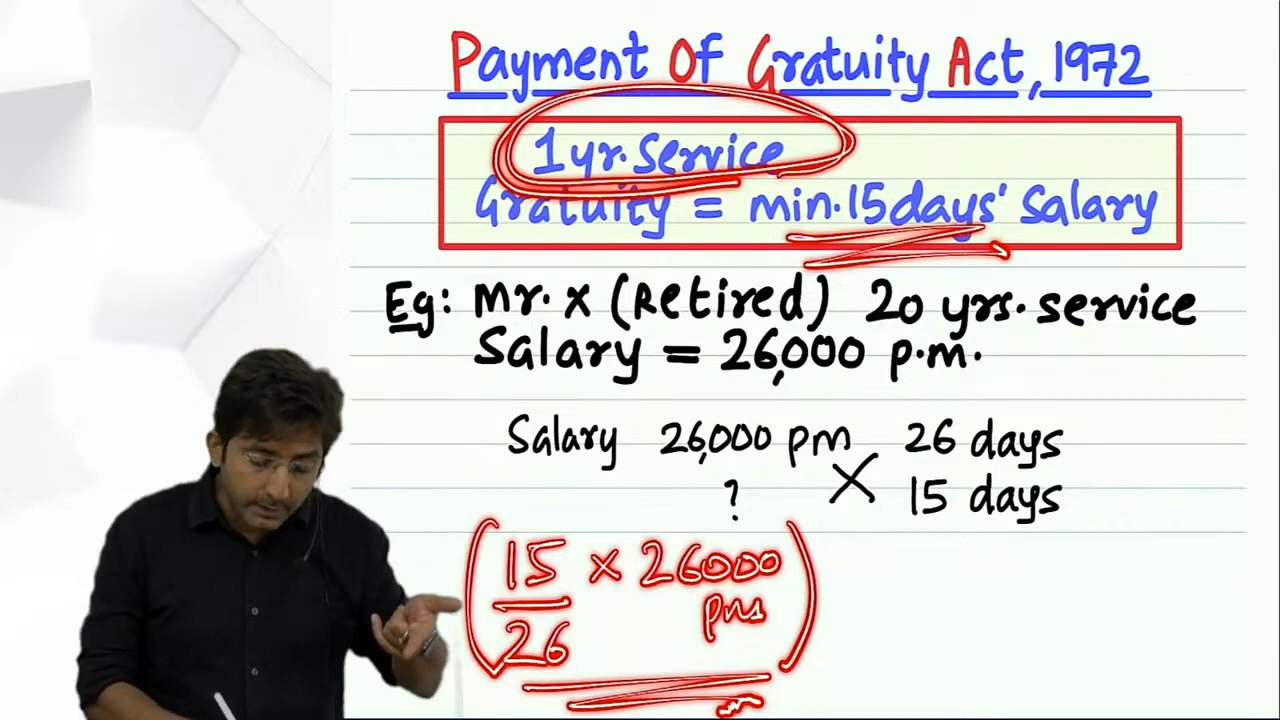 Payment Of Gratuity Act, 1972
1 yr. Service
Gratuity = min. 15 days' Salary
Eg: Mr. X (Retired) 20 yrs. service
Salary = 26,000 p.m.
Salary 26,000 pm 26 days
? × 15 days
(15/26 × 26000 pm)